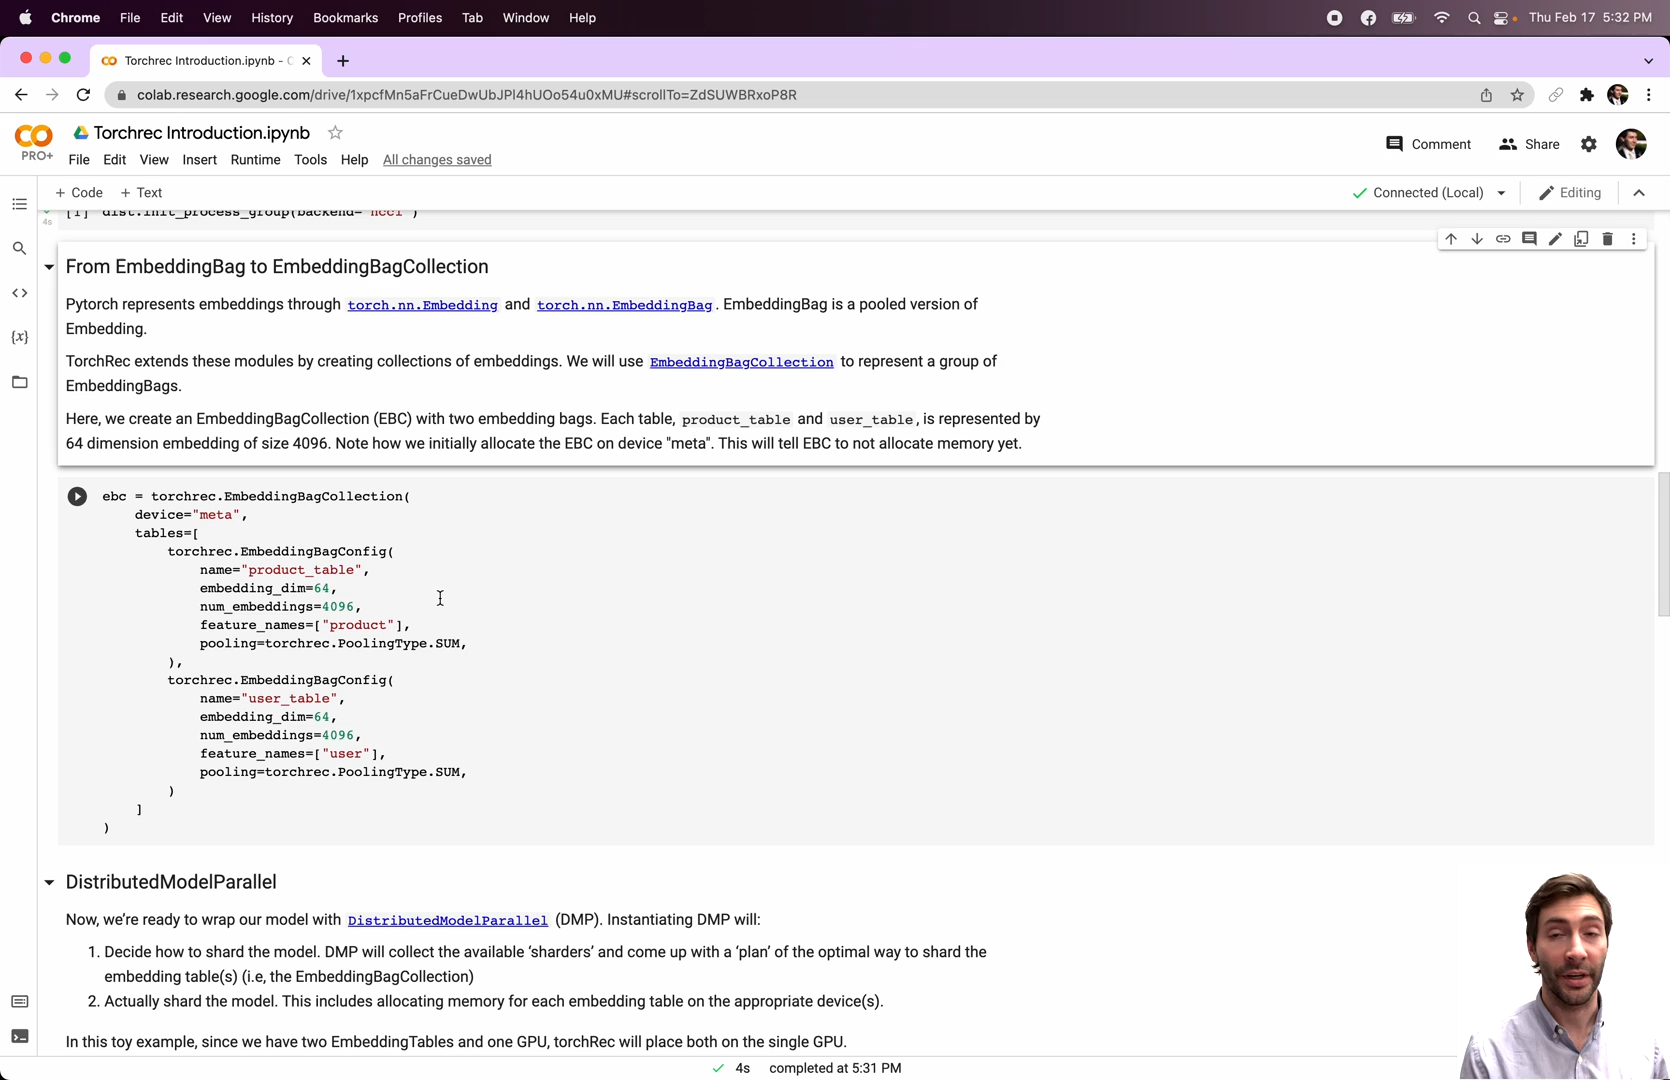 Chrome File Edit View History Bookmarks Profiles Tab Window Help Thu Feb 17 5:32 PM
Torchrec Introduction.ipynb - C
colab.research.google.com/drive/1xpcfMn5aFrCueDwUbJPl4hUOo54u0xMU#scrollTo=ZdSUWBRxoP8R
PRO+
Torchrec Introduction.ipynb
File Edit View Insert Runtime Tools Help All changes saved
Comment Share
+ Code + Text
Connected (Local) Editing
4s
[1] dist.init_process_group(backend="nccl")
From EmbeddingBag to EmbeddingBagCollection
Pytorch represents embeddings through torch.nn.Embedding and torch.nn.EmbeddingBag. EmbeddingBag is a pooled version of
Embedding.
TorchRec extends these modules by creating collections of embeddings. We will use EmbeddingBagCollection to represent a group of
EmbeddingBags.
Here, we create an EmbeddingBagCollection (EBC) with two embedding bags. Each table, product_table and user_table, is represented by
64 dimension embedding of size 4096. Note how we initially allocate the EBC on device "meta". This will tell EBC to not allocate memory yet.
ebc = torchrec.EmbeddingBagCollection(
device="meta",
tables=[
torchrec.EmbeddingBagConfig(
name="product_table",
embedding_dim=64,
num_embeddings=4096,
feature_names=["product"],
pooling=torchrec.PoolingType.SUM,
),
torchrec.EmbeddingBagConfig(
name="user_table",
embedding_dim=64,
num_embeddings=4096,
feature_names=["user"],
pooling=torchrec.PoolingType.SUM,
)
]
)
DistributedModelParallel
Now, we're ready to wrap our model with DistributedModelParallel (DMP). Instantiating DMP will:
1. Decide how to shard the model. DMP will collect the available ‘sharders’ and come up with a ‘plan’ of the optimal way to shard the
embedding table(s) (i.e, the EmbeddingBagCollection)
2. Actually shard the model. This includes allocating memory for each embedding table on the appropriate device(s).
In this toy example, since we have two EmbeddingTables and one GPU, torchRec will place both on the single GPU.
4s completed at 5:31 PM